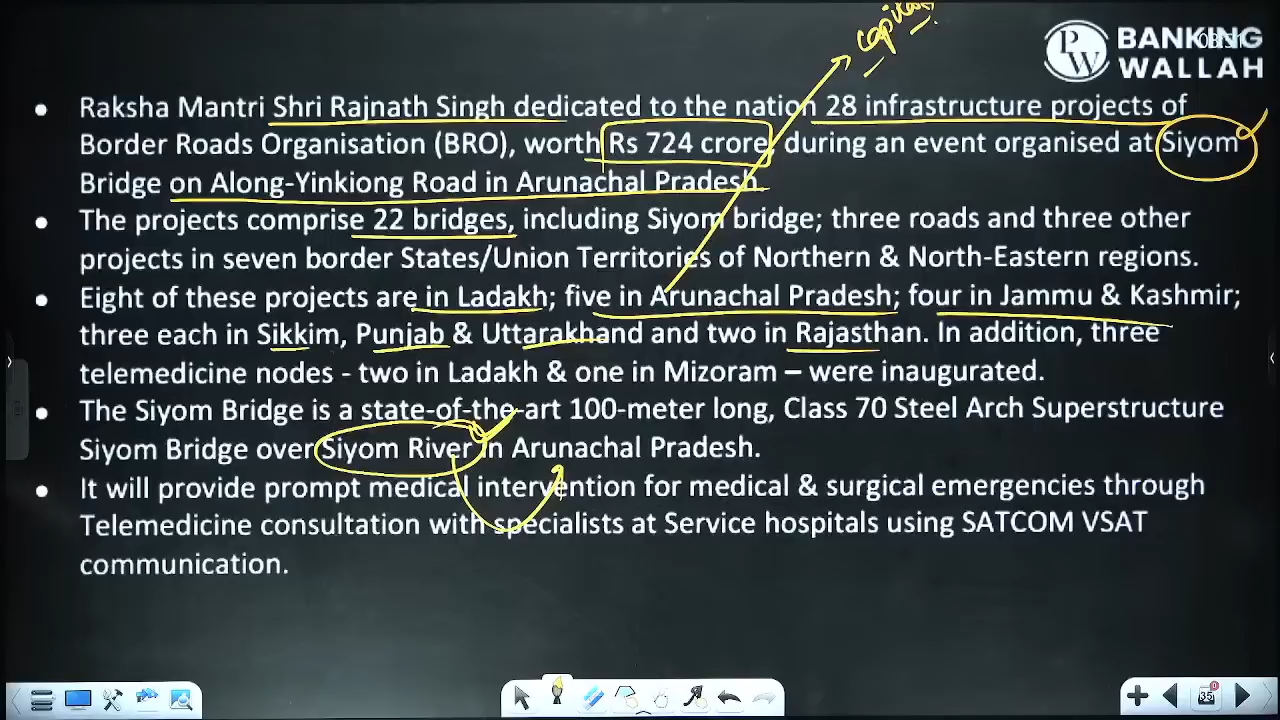 capital?
PW BANKING
WALLAH
• Raksha Mantri Shri Rajnath Singh dedicated to the nation 28 infrastructure projects of
Border Roads Organisation (BRO), worth Rs 724 crore, during an event organised at Siyom
Bridge on Along-Yinkiong Road in Arunachal Pradesh.
• The projects comprise 22 bridges, including Siyom bridge; three roads and three other
projects in seven border States/Union Territories of Northern & North-Eastern regions.
• Eight of these projects are in Ladakh; five in Arunachal Pradesh; four in Jammu & Kashmir;
three each in Sikkim, Punjab & Uttarakhand and two in Rajasthan. In addition, three
telemedicine nodes - two in Ladakh & one in Mizoram – were inaugurated.
• The Siyom Bridge is a state-of-the-art 100-meter long, Class 70 Steel Arch Superstructure
Siyom Bridge over Siyom River in Arunachal Pradesh.
• It will provide prompt medical intervention for medical & surgical emergencies through
Telemedicine consultation with specialists at Service hospitals using SATCOM VSAT
communication.
35